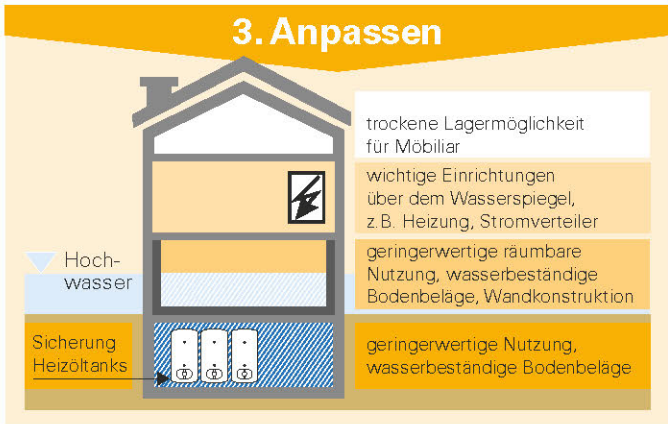 3. Anpassen
trockene Lagermöglichkeit
für Möbiliar
wichtige Einrichtungen
über dem Wasserspiegel,
z.B. Heizung, Stromverteiler
Hoch-
wasser
geringerwertige räumbare
Nutzung, wasserbeständige
Bodenbeläge, Wandkonstruktion
Sicherung
Heizöltanks
geringerwertige Nutzung,
wasserbeständige Bodenbeläge